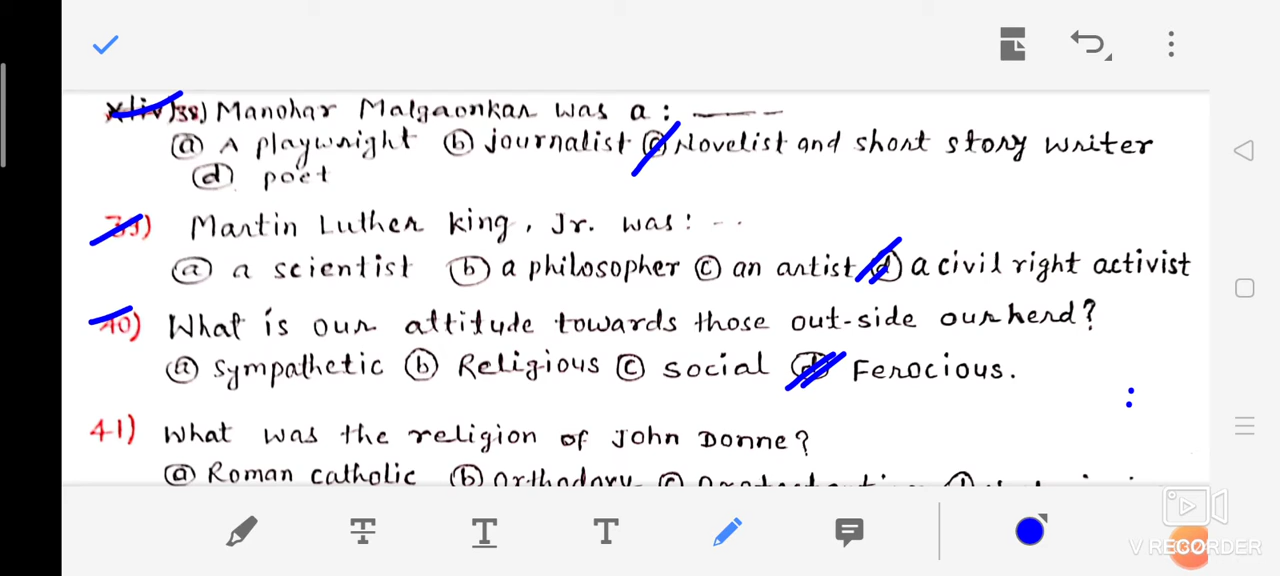 xliv)38) Manohar Malgaonkar was a : ———
(a) A playwright (b) journalist (c) Novelist and short story writer
(d) poet
39) Martin Luther king, Jr. was: --
(a) a scientist (b) a philosopher (c) an artist (d) a civil right activist
40) What is our attitude towards those out-side our herd?
(a) Sympathetic (b) Religious (c) social (d) Ferocious.
41) What was the religion of John Donne?
(a) Roman catholic (b) orthodoxy (c)
T T T
V RECORDER